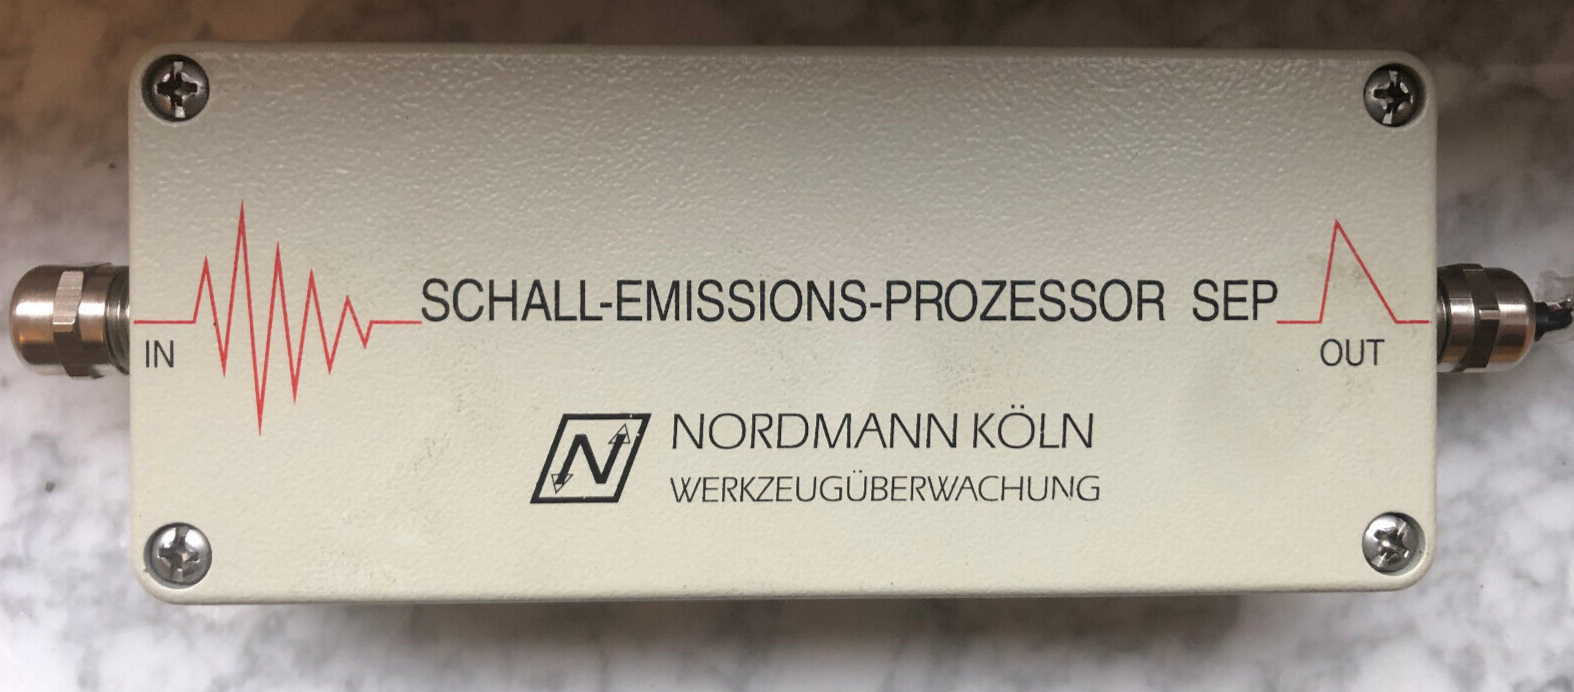 SCHALL-EMISSIONS-PROZESSOR SEP
IN
OUT
N
NORDMANN KÖLN
WERKZEUGÜBERWACHUNG